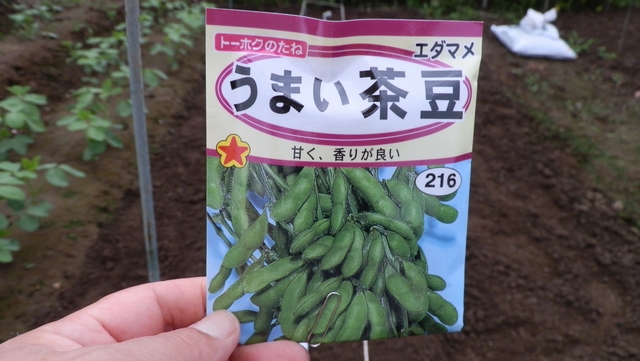 トーホクのたね
エダマメ
うまい茶豆
甘く、香りが良い
216